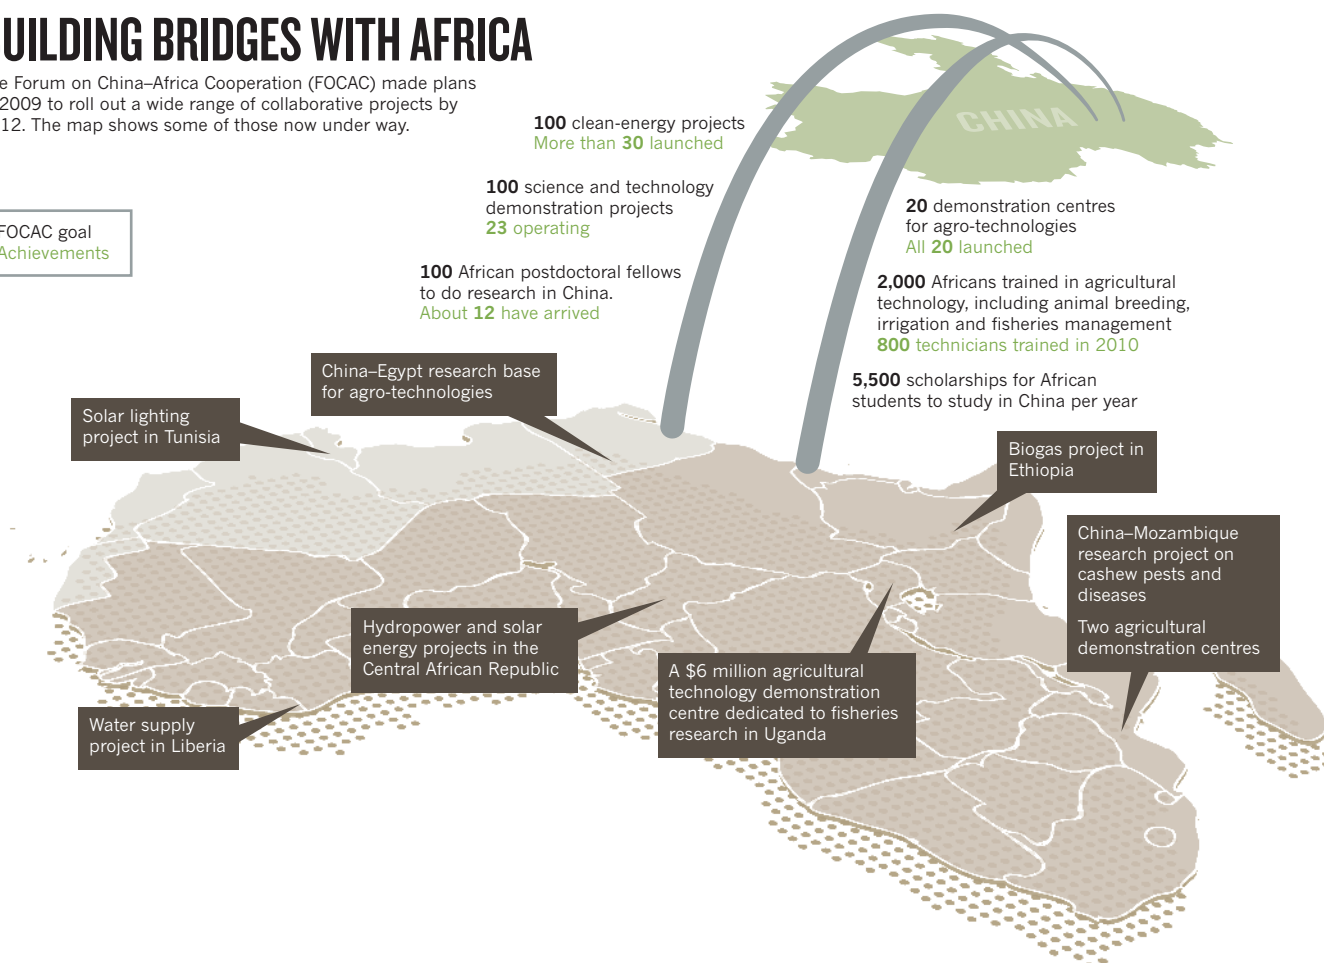 UILDING BRIDGES WITH AFRICA
e Forum on China–Africa Cooperation (FOCAC) made plans
2009 to roll out a wide range of collaborative projects by
12. The map shows some of those now under way.
FOCAC goal
Achievements
100 clean-energy projects
More than 30 launched
100 science and technology
demonstration projects
23 operating
100 African postdoctoral fellows
to do research in China.
About 12 have arrived
CHINA
20 demonstration centres
for agro-technologies
All 20 launched
2,000 Africans trained in agricultural
technology, including animal breeding,
irrigation and fisheries management
800 technicians trained in 2010
5,500 scholarships for African
students to study in China per year
China–Egypt research base
for agro-technologies
Solar lighting
project in Tunisia
Biogas project in
Ethiopia
China–Mozambique
research project on
cashew pests and
diseases
Two agricultural
demonstration centres
Hydropower and solar
energy projects in the
Central African Republic
A $6 million agricultural
technology demonstration
centre dedicated to fisheries
research in Uganda
Water supply
project in Liberia